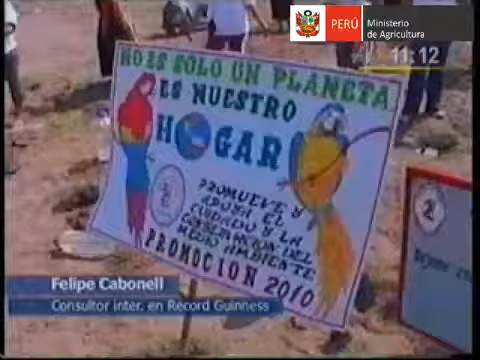 PERÚ
Ministerio
de Agricultura
11:12
NO ES SOLO UN PLANETA
ES NUESTRO
HOGAR
PROMUEVE Y
APOYA EL
CUIDADO Y LA
CONSERVACION DEL
MEDIO AMBIENTE
PROMOCION 2010
2
Felipe Cabonell
Consultor inter. en Record Guinness